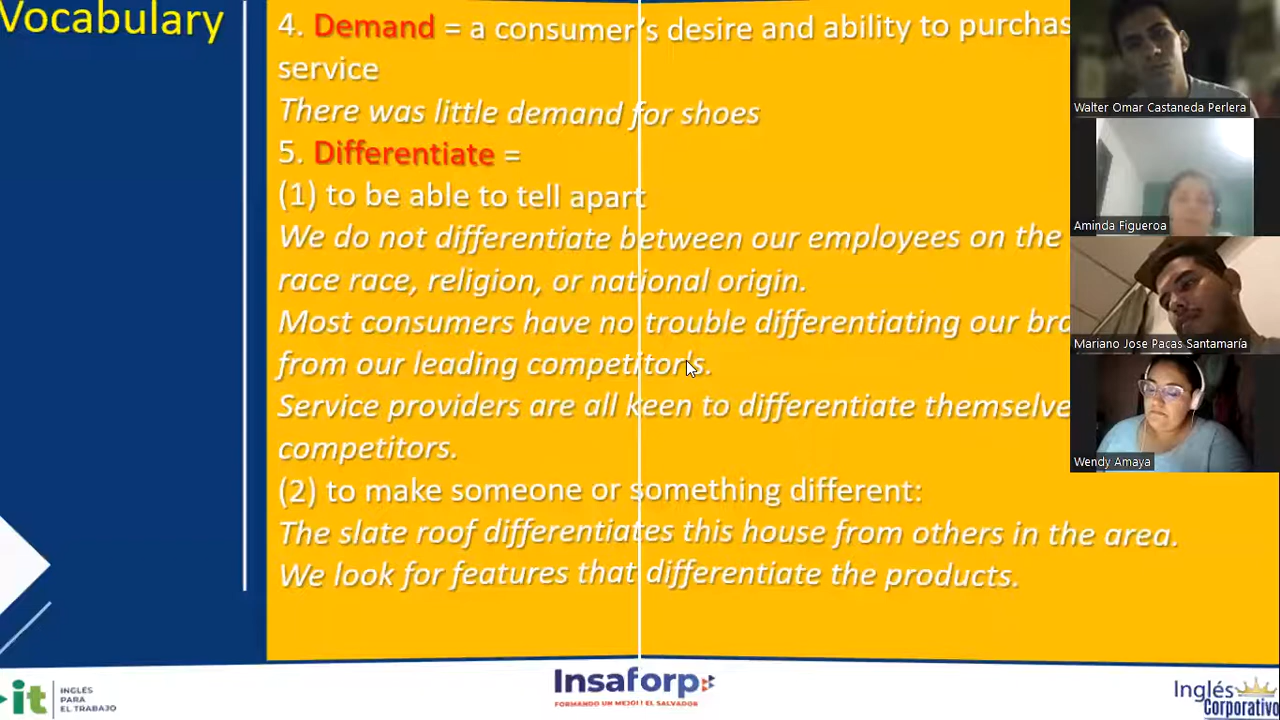 Vocabulary
4. Demand = a consumer's desire and ability to purchas
service
There was little demand for shoes
5. Differentiate =
(1) to be able to tell apart
We do not differentiate between our employees on the
race race, religion, or national origin.
Most consumers have no trouble differentiating our bra
from our leading competitors.
Service providers are all keen to differentiate themselve
competitors.
(2) to make someone or something different:
The slate roof differentiates this house from others in the area.
We look for features that differentiate the products.
Walter Omar Castaneda Perlera
Aminda Figueroa
Mariano Jose Pacas Santamaría
Wendy Amaya
it
INGLÉS
PARA
EL TRABAJO
Insaforp
FORMANDO UN MEJOR EL SALVADOR
Inglés
Corporativo